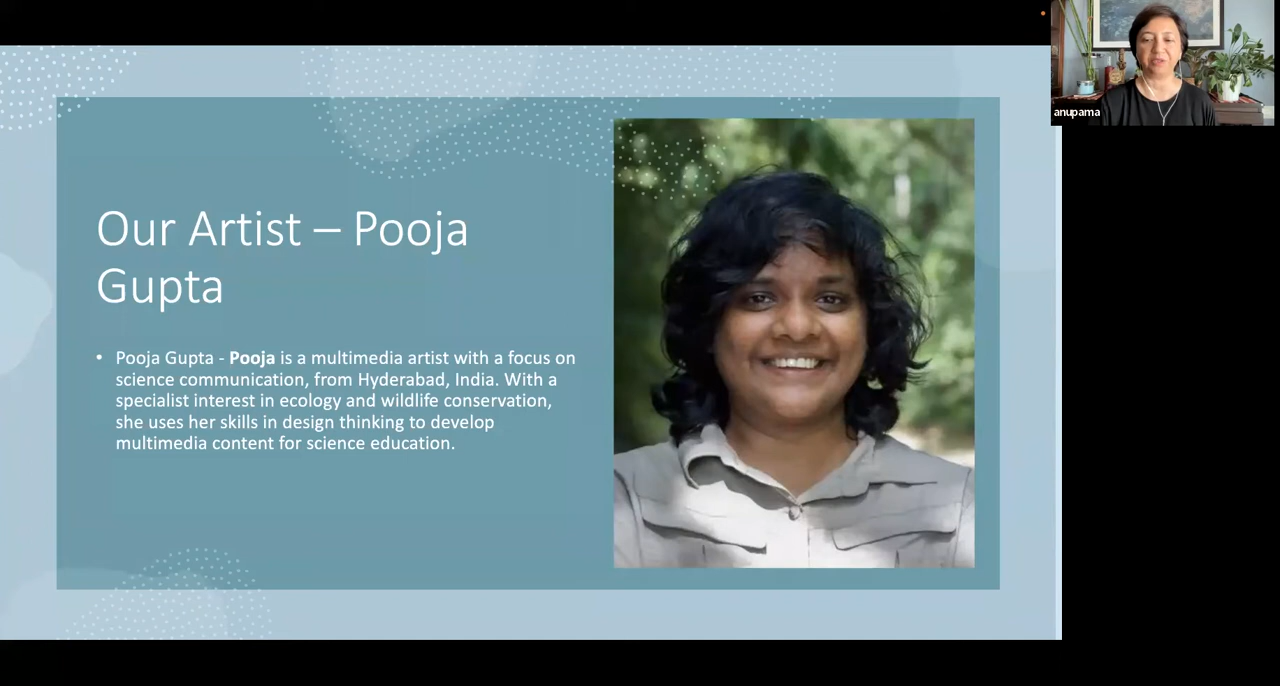 Our Artist – Pooja
Gupta
• Pooja Gupta - Pooja is a multimedia artist with a focus on
science communication, from Hyderabad, India. With a
specialist interest in ecology and wildlife conservation,
she uses her skills in design thinking to develop
multimedia content for science education.
anupama